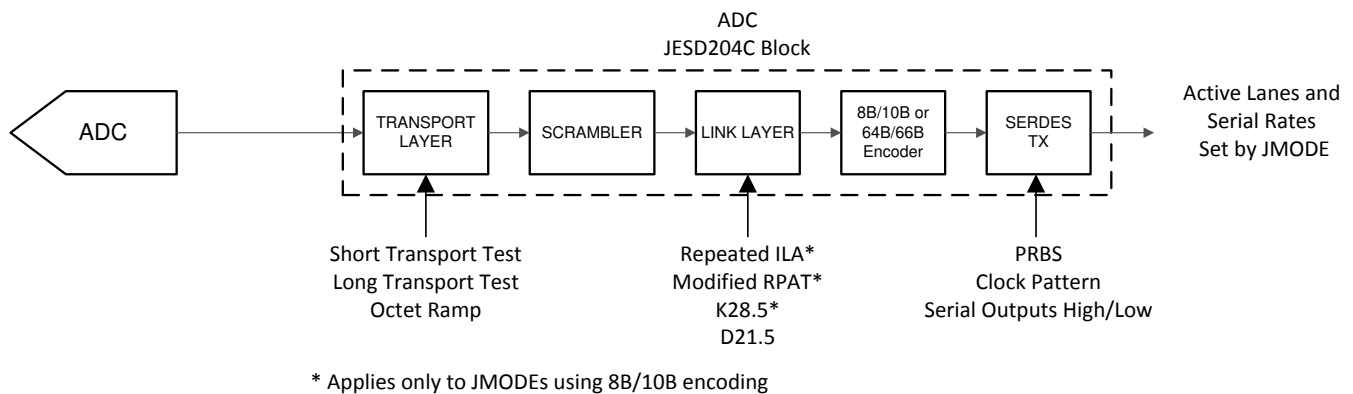 ADC
JESD204C Block
ADC
TRANSPORT
LAYER
SCRAMBLER
LINK LAYER
8B/10B or
64B/66B
Encoder
SERDES
TX
Active Lanes and
Serial Rates
Set by JMODE
Short Transport Test
Long Transport Test
Octet Ramp
Repeated ILA*
Modified RPAT*
K28.5*
D21.5
PRBS
Clock Pattern
Serial Outputs High/Low
* Applies only to JMODEs using 8B/10B encoding